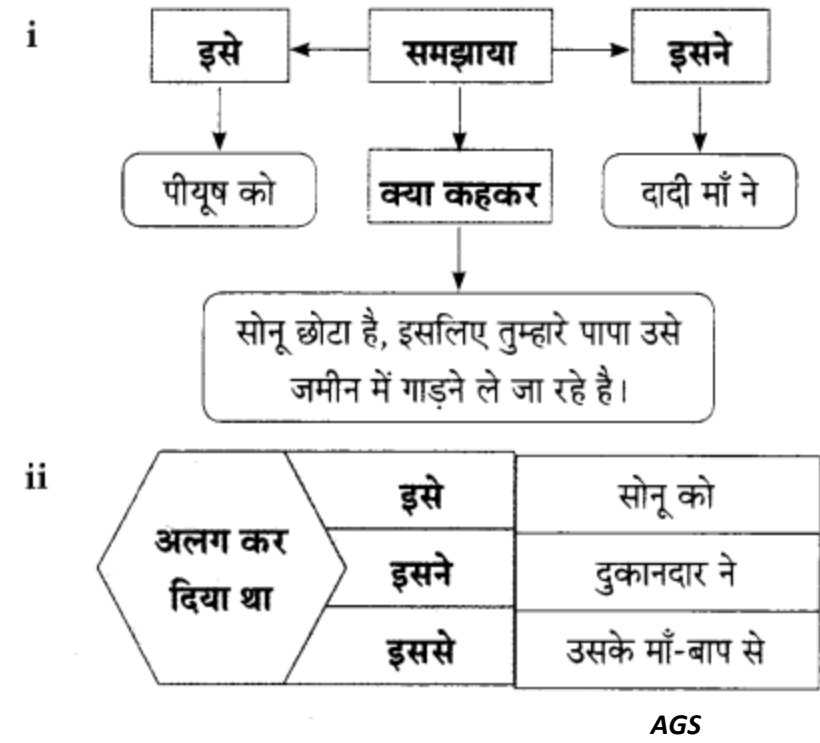 i
इसे समझाया इसने
पीयूष को क्या कहकर दादी माँ ने
सोनू छोटा है, इसलिए तुम्हारे पापा उसे
जमीन में गाड़ने ले जा रहे है।
ii
अलग कर
दिया था
इसे सोनू को
इसने दुकानदार ने
इससे उसके माँ-बाप से
AGS